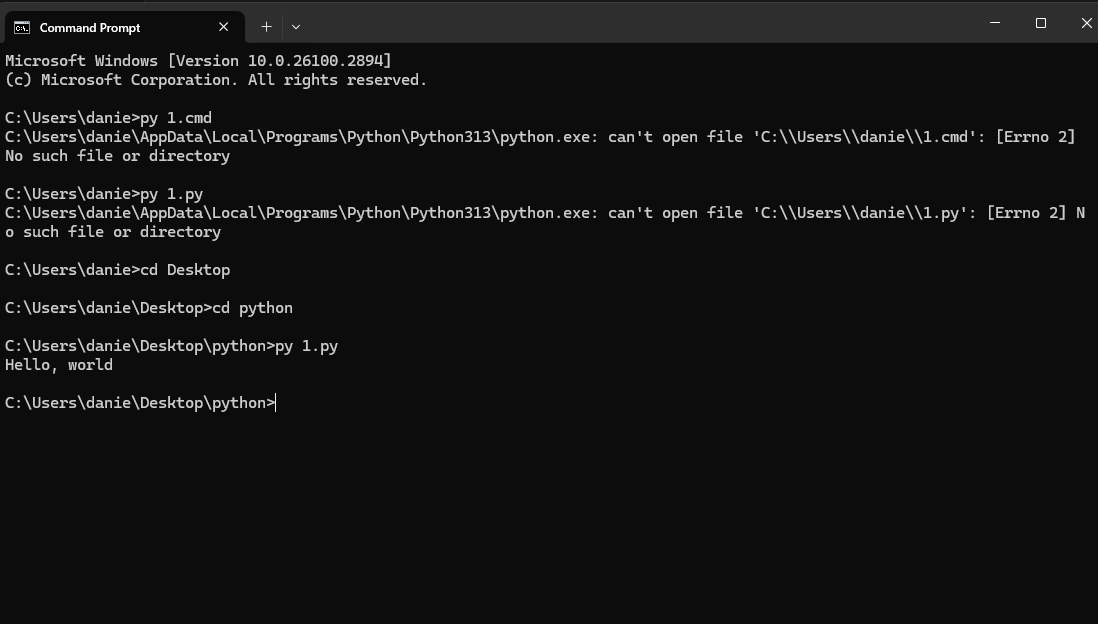 Command Prompt
Microsoft Windows [Version 10.0.26100.2894]
(c) Microsoft Corporation. All rights reserved.
C:\Users\danie>py 1.cmd
C:\Users\danie\AppData\Local\Programs\Python\Python313\python.exe: can't open file 'C:\\Users\\danie\\1.cmd': [Errno 2]
No such file or directory
C:\Users\danie>py 1.py
C:\Users\danie\AppData\Local\Programs\Python\Python313\python.exe: can't open file 'C:\\Users\\danie\\1.py': [Errno 2] N
o such file or directory
C:\Users\danie>cd Desktop
C:\Users\danie\Desktop>cd python
C:\Users\danie\Desktop\python>py 1.py
Hello, world
C:\Users\danie\Desktop\python>